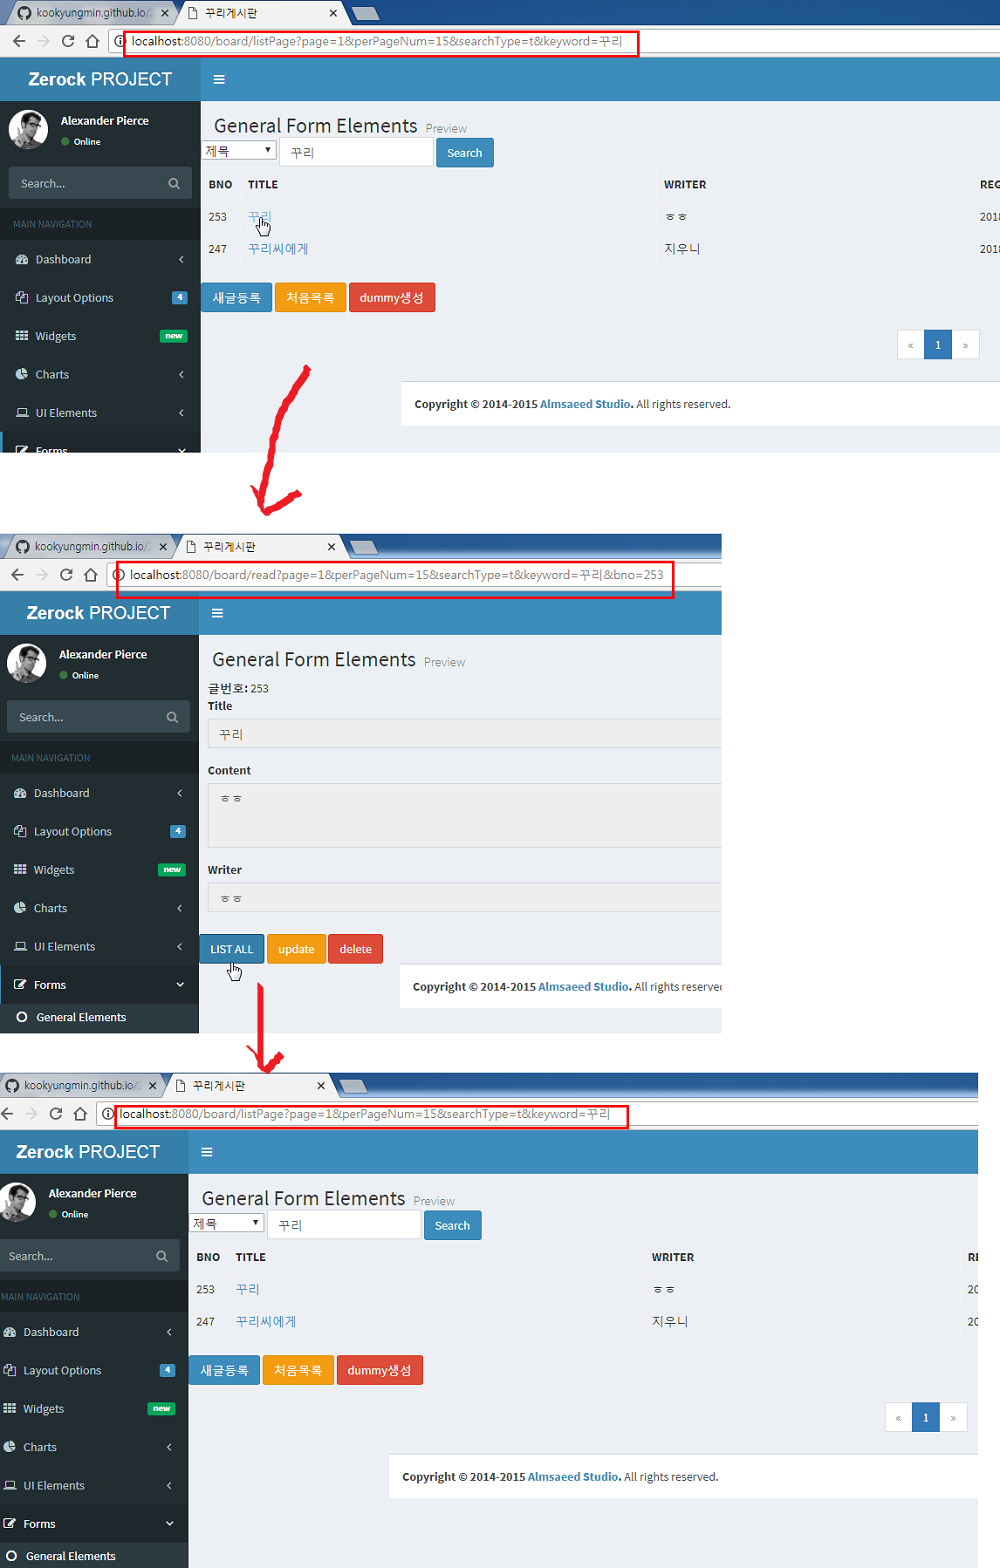 kookyungmin.github.io/2
꾸리게시판
localhost:8080/board/listPage?page=1&perPageNum=15&searchType=t&keyword=꾸리
Zerock PROJECT
Alexander Pierce
Online
General Form Elements Preview
제목 꾸리 Search
Search...
BNO TITLE WRITER REG
MAIN NAVIGATION
253 꾸리 ㅎㅎ 2018
247 꾸리씨에게 지우니 2018
Dashboard
Layout Options 4
새글등록 처음목록 dummy생성
Widgets new
« 1 »
Charts
UI Elements
Copyright © 2014-2015 Almsaeed Studio. All rights reserved.
Forms
kookyungmin.github.io/2
꾸리게시판
localhost:8080/board/read?page=1&perPageNum=15&searchType=t&keyword=꾸리&bno=253
Zerock PROJECT
Alexander Pierce
Online
General Form Elements Preview
글번호: 253
Title
Search...
꾸리
MAIN NAVIGATION
Content
Dashboard
ㅎㅎ
Layout Options 4
Widgets new
Writer
Charts
ㅎㅎ
UI Elements
LIST ALL update delete
Forms
Copyright © 2014-2015 Almsaeed Studio. All rights reserved
General Elements
kookyungmin.github.io/2
꾸리게시판
localhost:8080/board/listPage?page=1&perPageNum=15&searchType=t&keyword=꾸리
Zerock PROJECT
Alexander Pierce
Online
General Form Elements Preview
제목 꾸리 Search
Search...
BNO TITLE WRITER RE
MAIN NAVIGATION
253 꾸리 ㅎㅎ 20
247 꾸리씨에게 지우니 20
Dashboard
Layout Options 4
새글등록 처음목록 dummy생성
Widgets new
« 1 »
Charts
UI Elements
Copyright © 2014-2015 Almsaeed Studio. All rights reserved.
Forms
General Elements